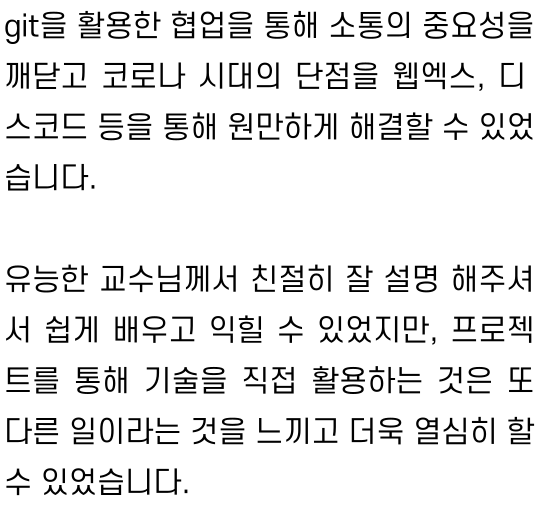 git을 활용한 협업을 통해 소통의 중요성을
깨닫고 코로나 시대의 단점을 웹엑스, 디
스코드 등을 통해 원만하게 해결할 수 있었
습니다.
유능한 교수님께서 친절히 잘 설명 해주셔
서 쉽게 배우고 익힐 수 있었지만, 프로젝
트를 통해 기술을 직접 활용하는 것은 또
다른 일이라는 것을 느끼고 더욱 열심히 할
수 있었습니다.